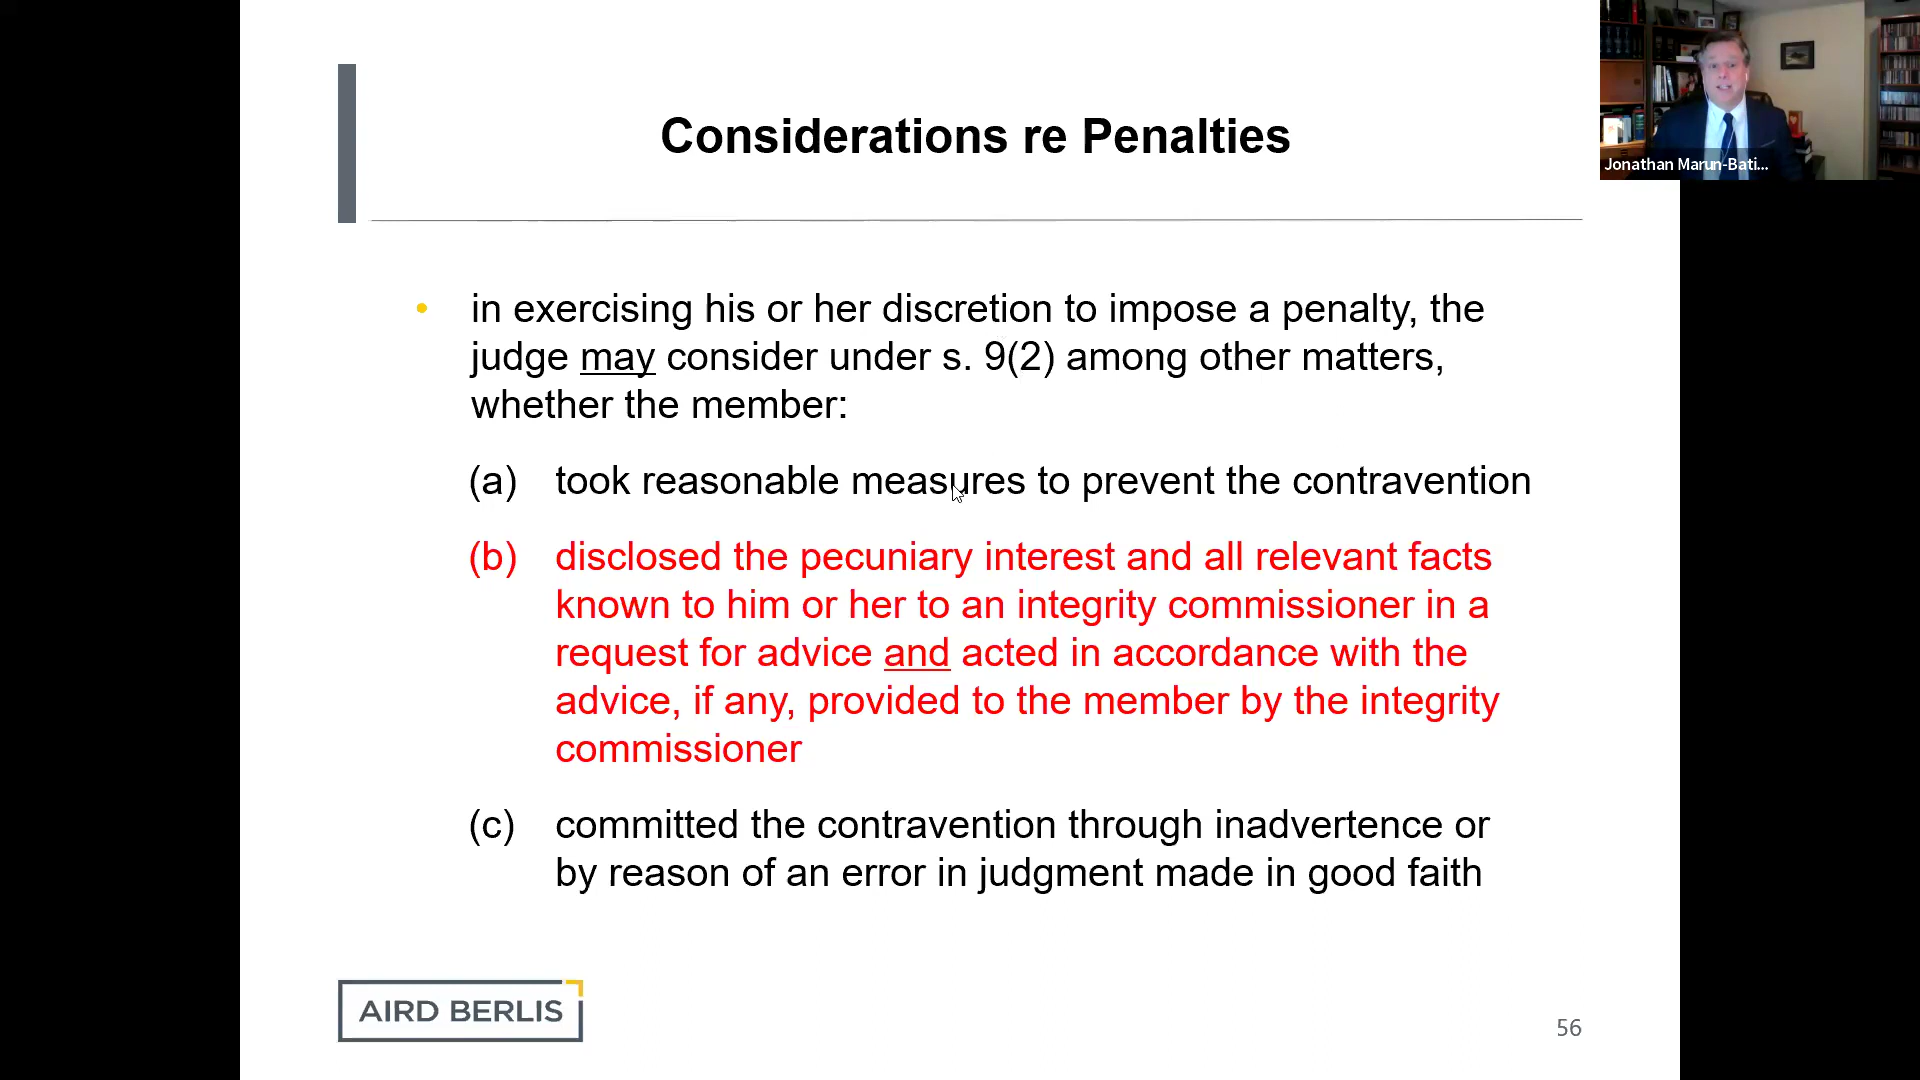 Considerations re Penalties
Jonathan Marun-Bati...
• in exercising his or her discretion to impose a penalty, the
judge may consider under s. 9(2) among other matters,
whether the member:
(a) took reasonable measures to prevent the contravention
(b) disclosed the pecuniary interest and all relevant facts
known to him or her to an integrity commissioner in a
request for advice and acted in accordance with the
advice, if any, provided to the member by the integrity
commissioner
(c) committed the contravention through inadvertence or
by reason of an error in judgment made in good faith
AIRD BERLIS
56